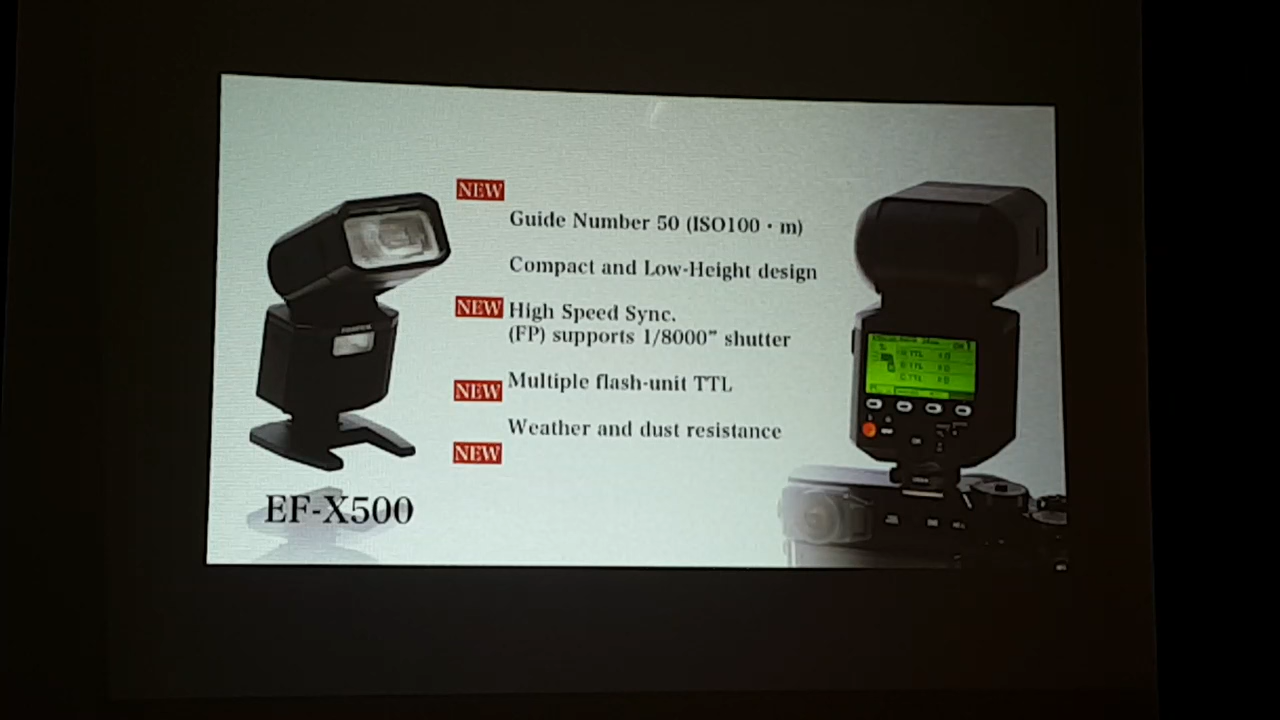 NEW
Guide Number 50 (ISO100・m)
Compact and Low-Height design
NEW High Speed Sync.
(FP) supports 1/8000” shutter
Multiple flash-unit TTL
NEW
Weather and dust resistance
NEW
EF-X500